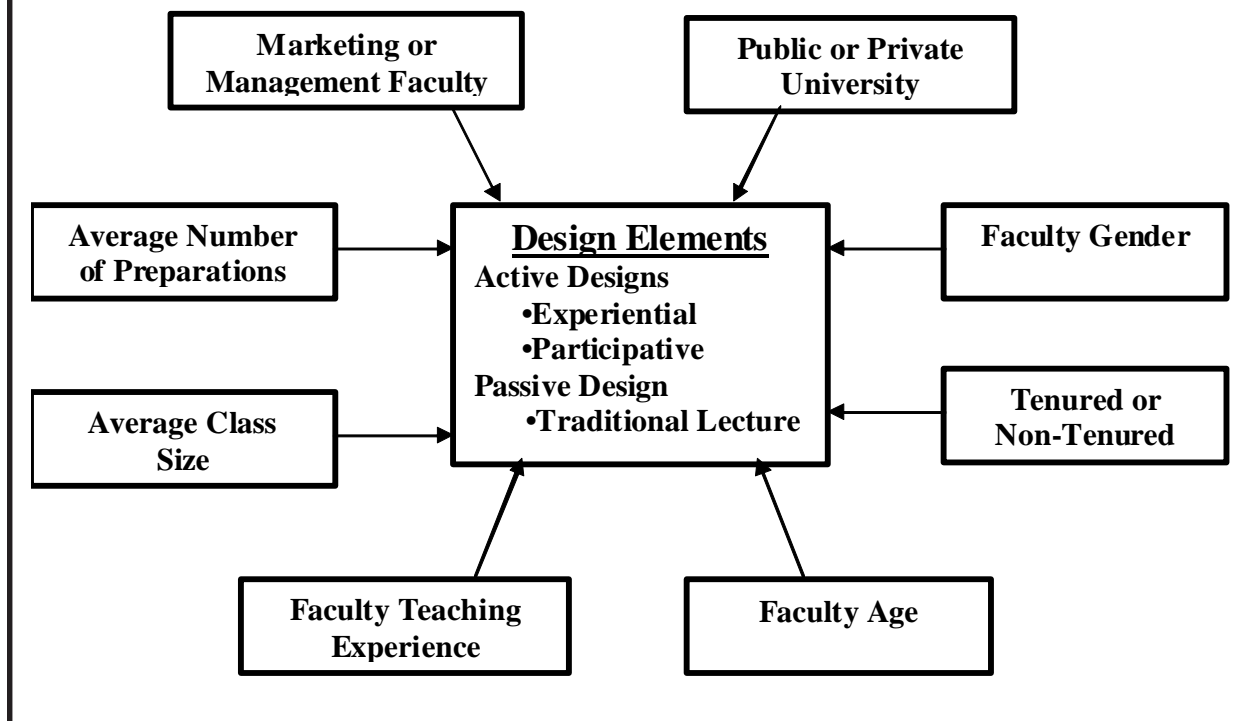 Marketing or
Management Faculty
Public or Private
University
Average Number
of Preparations
Design Elements
Active Designs
•Experiential
•Participative
Passive Design
•Traditional Lecture
Faculty Gender
Average Class
Size
Tenured or
Non-Tenured
Faculty Teaching
Experience
Faculty Age